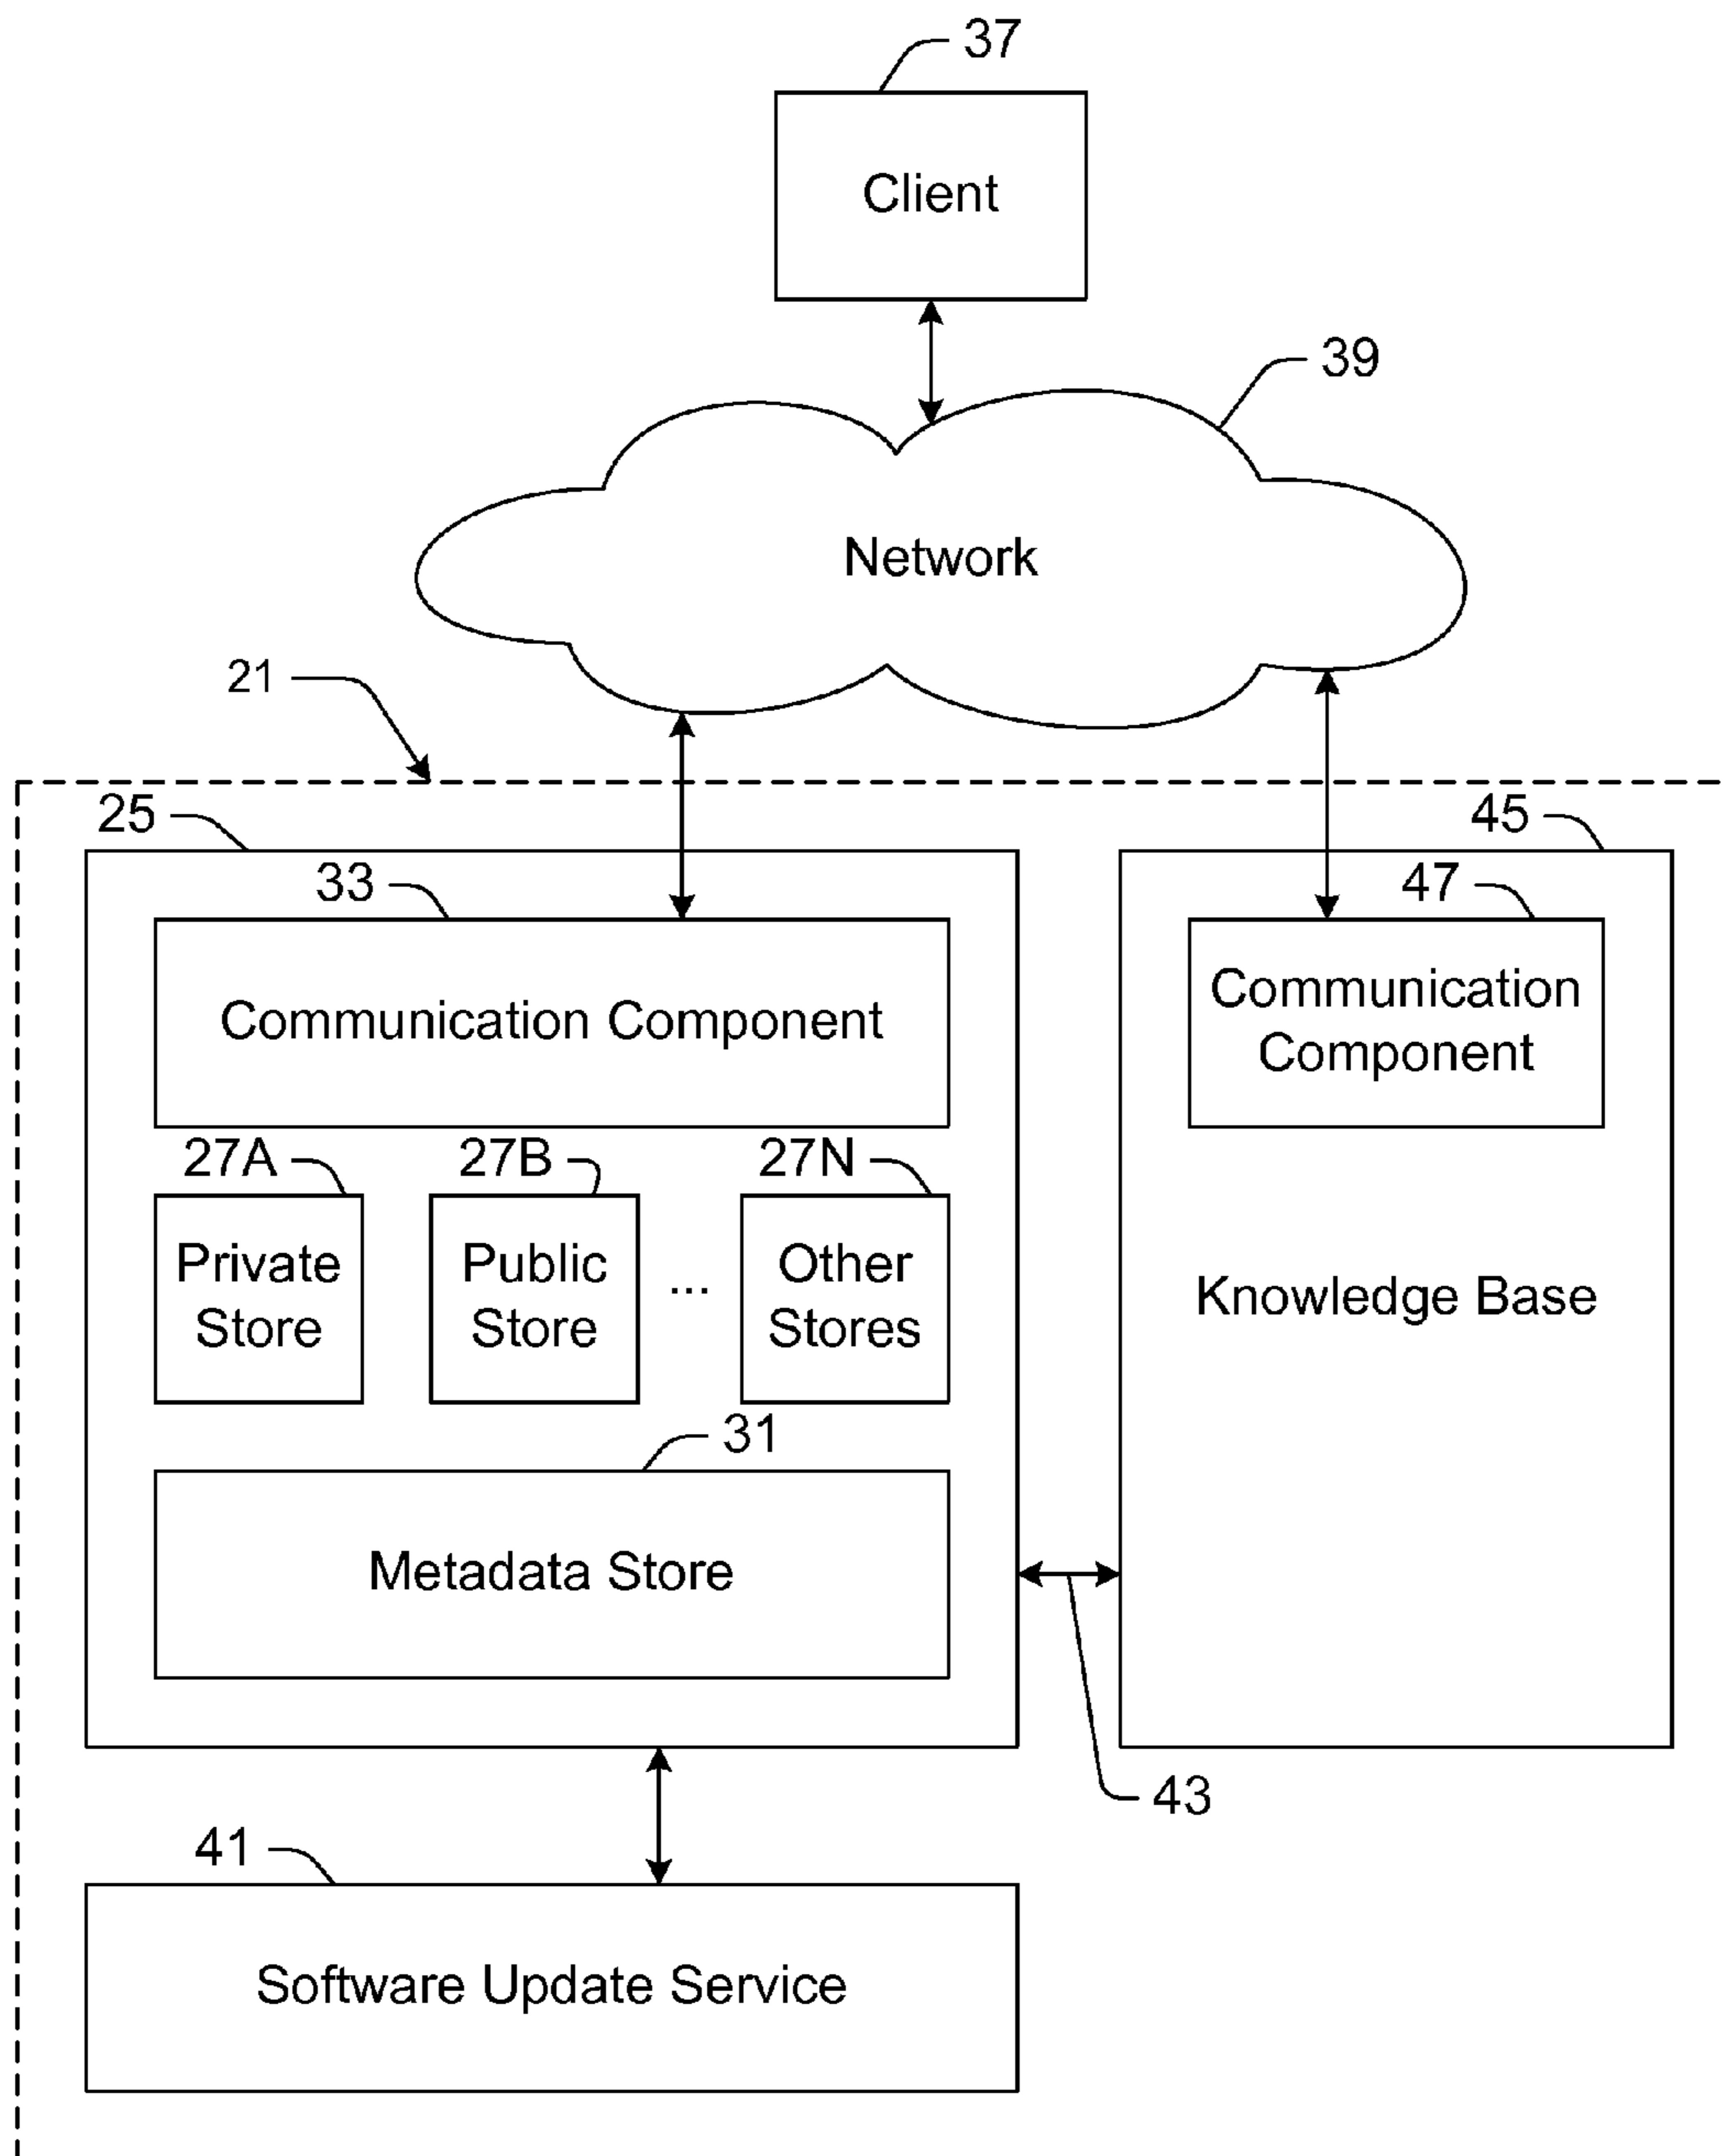 37
Client
39
Network
21
25
45
33
47
Communication Component
Communication
Component
27A
27B
27N
Private
Store
Public
Store
...
Other
Stores
Knowledge Base
31
Metadata Store
43
41
Software Update Service